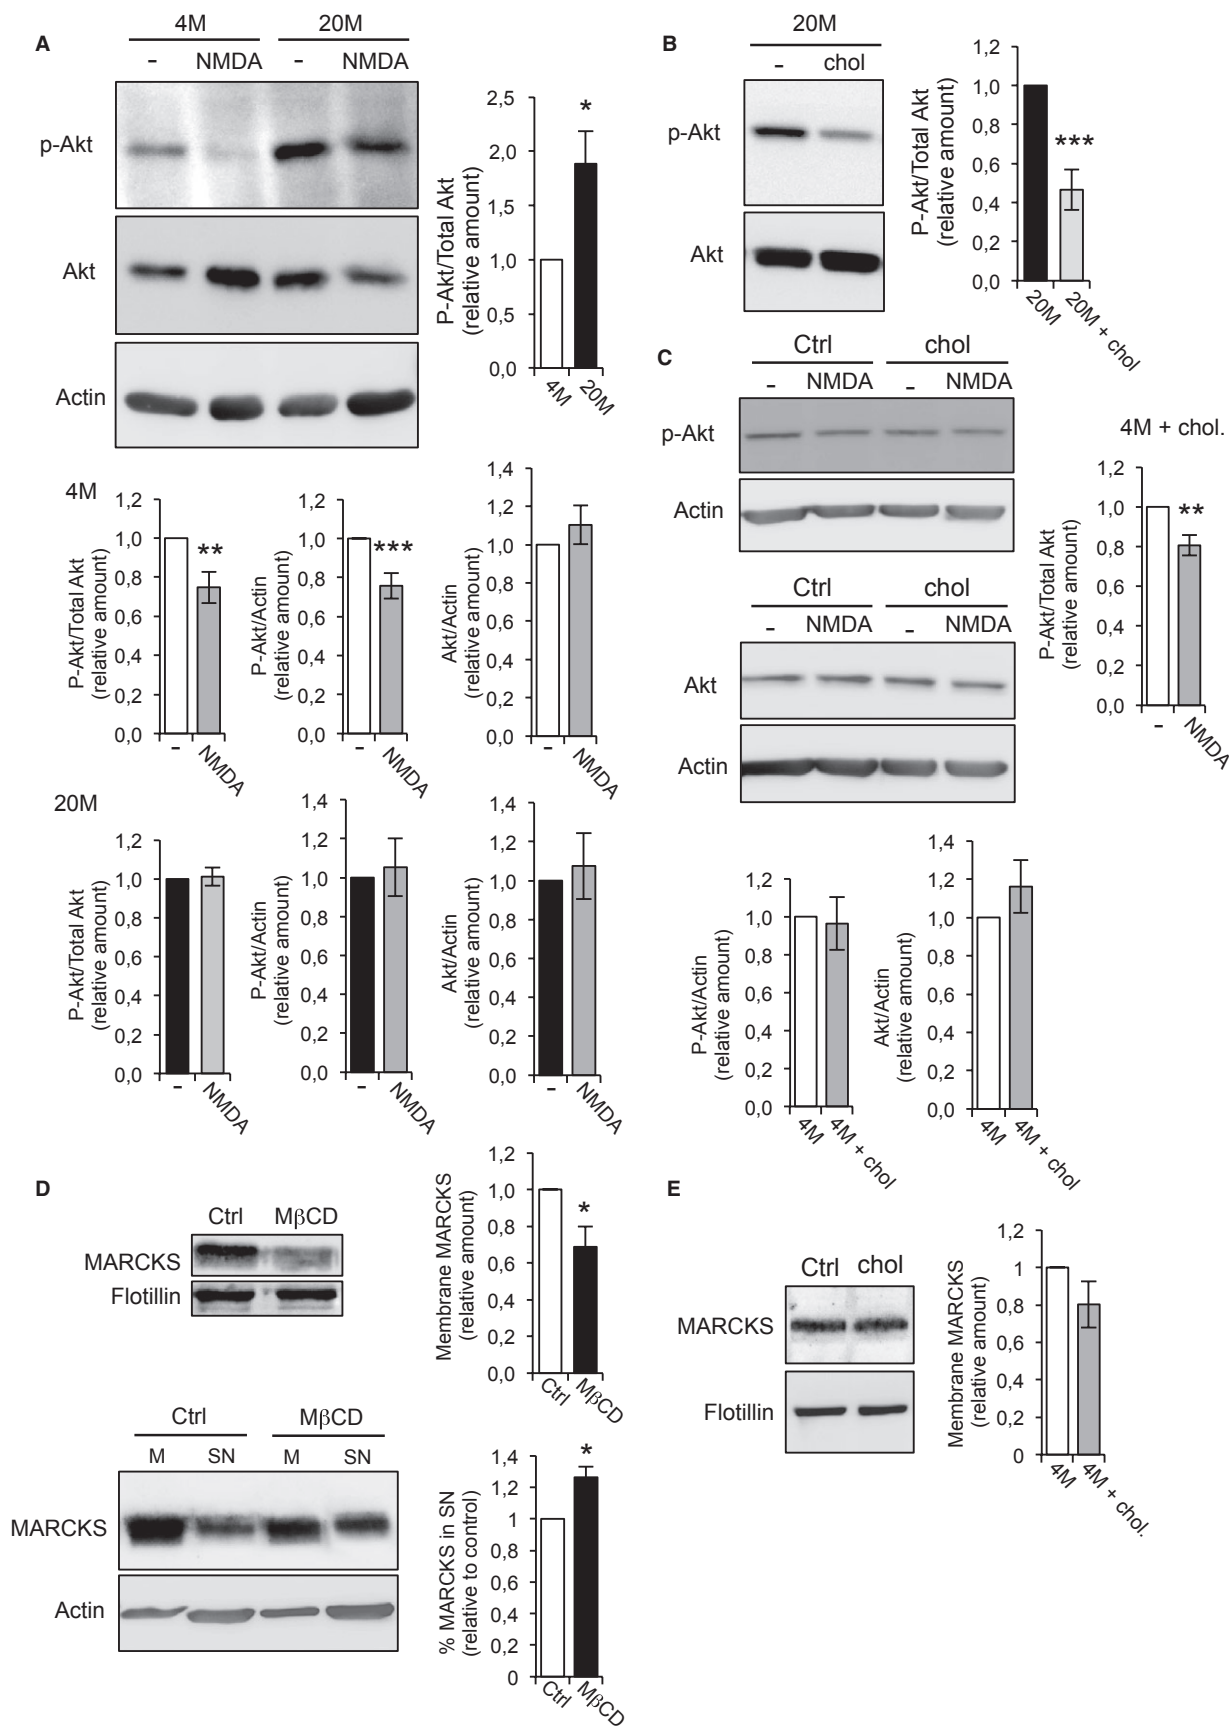 A
4M 20M
- NMDA - NMDA
p-Akt
Akt
Actin
P-Akt/Total Akt
(relative amount)
2,5
2,0
1,5
1,0
0,5
0,0
*
4M 20M
4M
P-Akt/Total Akt
(relative amount)
1,2
1,0
0,8
0,6
0,4
0,2
0,0
**
- NMDA
P-Akt/Actin
(relative amount)
1,2
1,0
0,8
0,6
0,4
0,2
0,0
***
- NMDA
Akt/Actin
(relative amount)
1,4
1,2
1,0
0,8
0,6
0,4
0,2
0,0
- NMDA
20M
P-Akt/Total Akt
(relative amount)
1,2
1,0
0,8
0,6
0,4
0,2
0,0
- NMDA
P-Akt/Actin
(relative amount)
1,4
1,2
1,0
0,8
0,6
0,4
0,2
0,0
- NMDA
Akt/Actin
(relative amount)
1,4
1,2
1,0
0,8
0,6
0,4
0,2
0,0
- NMDA
B
20M
- chol
p-Akt
Akt
P-Akt/Total Akt
(relative amount)
1,2
1,0
0,8
0,6
0,4
0,2
0,0
***
20M 20M + chol
C
Ctrl chol
- NMDA - NMDA
p-Akt
Actin
Ctrl chol
- NMDA - NMDA
Akt
Actin
4M + chol.
P-Akt/Total Akt
(relative amount)
1,2
1,0
0,8
0,6
0,4
0,2
0,0
**
- NMDA
P-Akt/Actin
(relative amount)
1,2
1,0
0,8
0,6
0,4
0,2
0,0
4M 4M + chol
Akt/Actin
(relative amount)
1,4
1,2
1,0
0,8
0,6
0,4
0,2
0,0
4M 4M + chol
D
Ctrl MβCD
MARCKS
Flotillin
Membrane MARCKS
(relative amount)
1,2
1,0
0,8
0,6
0,4
0,2
0,0
*
Ctrl MβCD
Ctrl MβCD
M SN M SN
MARCKS
Actin
% MARCKS in SN
(relative to control)
1,4
1,2
1
0,8
0,6
0,4
0,2
0
*
Ctrl MβCD
E
Ctrl chol
MARCKS
Flotillin
Membrane MARCKS
(relative amount)
1,2
1
0,8
0,6
0,4
0,2
0
4M 4M + chol.